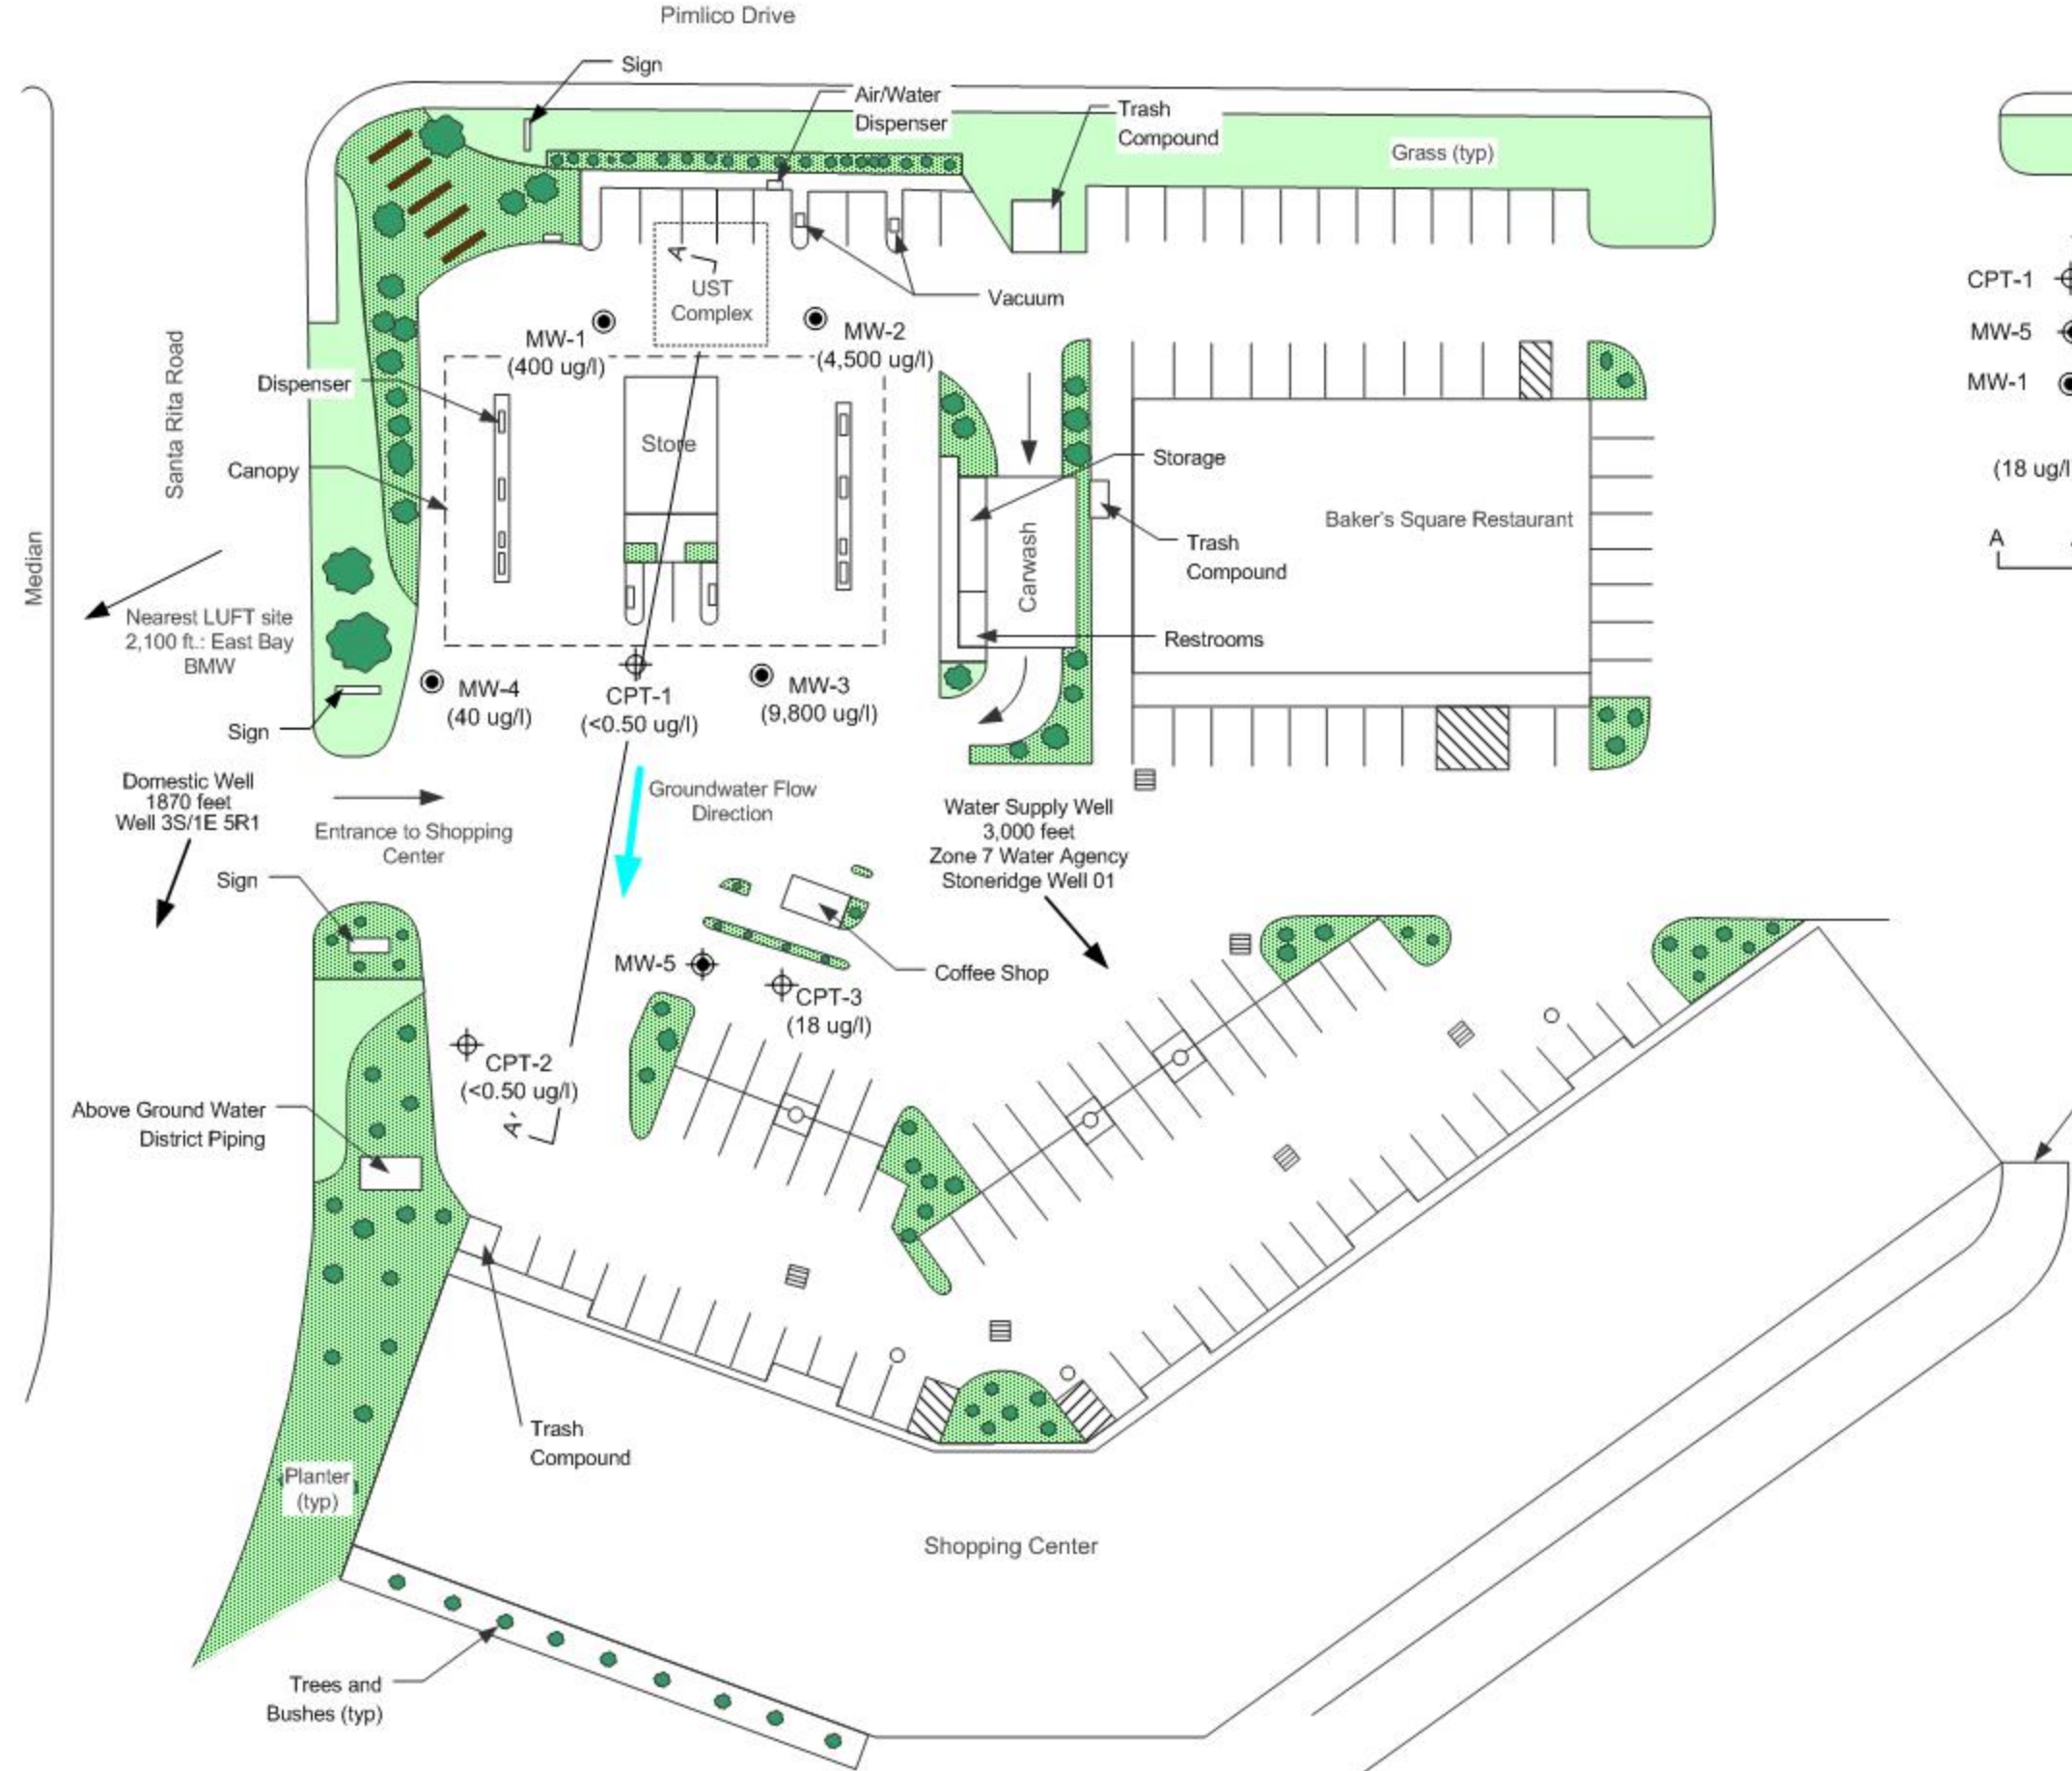 Pimlico Drive
Sign
Air/Water
Dispenser
Trash
Compound
Grass (typ)
A
UST
Complex
Vacuum
CPT-1
MW-5
MW-1
(18 ug/l
A
MW-1
(400 ug/l)
MW-2
(4,500 ug/l)
Santa Rita Road
Dispenser
Store
Canopy
Storage
Baker's Square Restaurant
Carwash
Trash
Compound
Median
Nearest LUFT site
2,100 ft.: East Bay
BMW
Restrooms
MW-4
(40 ug/l)
CPT-1
(<0.50 ug/l)
MW-3
(9,800 ug/l)
Sign
Domestic Well
1870 feet
Well 3S/1E 5R1
Groundwater Flow
Direction
Entrance to Shopping
Center
Water Supply Well
3,000 feet
Zone 7 Water Agency
Stoneridge Well 01
Sign
MW-5
Coffee Shop
CPT-3
(18 ug/l)
CPT-2
(<0.50 ug/l)
A'
Above Ground Water
District Piping
Trash
Compound
Planter
(typ)
Shopping Center
Trees and
Bushes (typ)